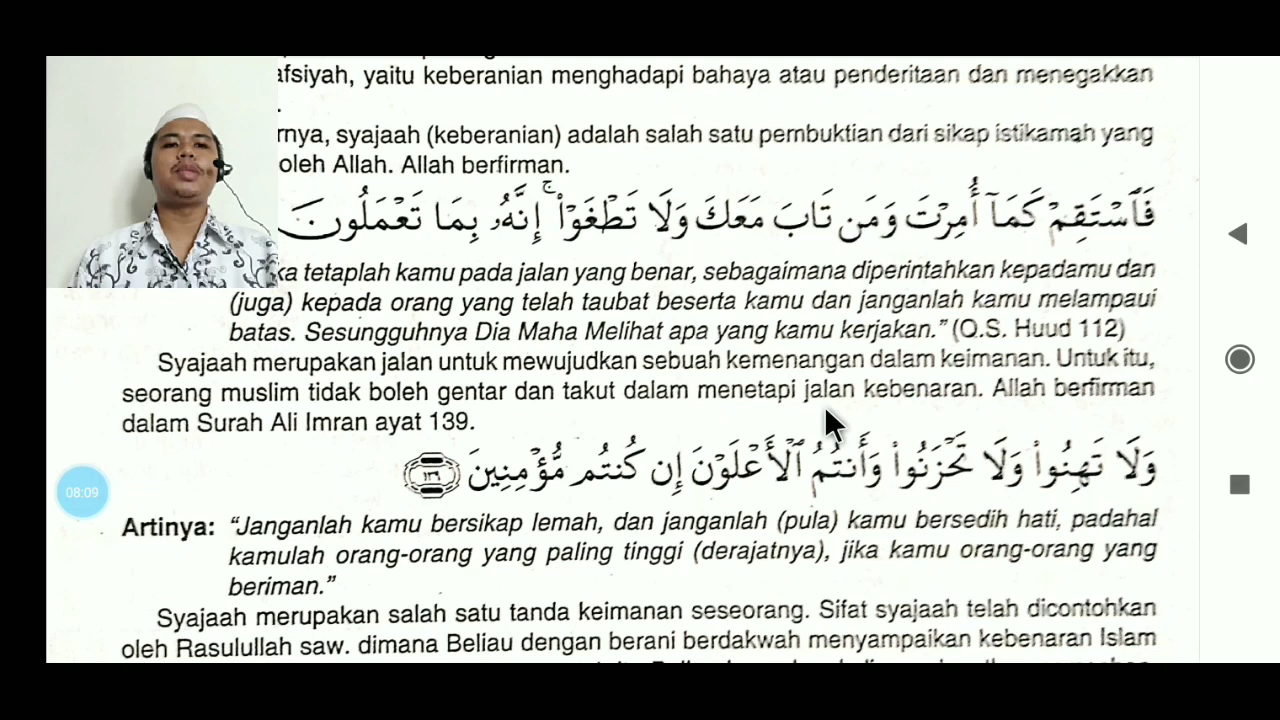 afsiyah, yaitu keberanian menghadapi bahaya atau penderitaan dan menegakkan
rnya, syajaah (keberanian) adalah salah satu pembuktian dari sikap istikamah yang
oleh Allah. Allah berfirman.
فَٱسْتَقِمْ كَمَآ أُمِرْتَ وَمَن تَابَ مَعَكَ وَلَا تَطْغَوْا۟ ۚ إِنَّهُۥ بِمَا تَعْمَلُونَ
ka tetaplah kamu pada jalan yang benar, sebagaimana diperintahkan kepadamu dan
(juga) kepada orang yang telah taubat beserta kamu dan janganlah kamu melampaui
batas. Sesungguhnya Dia Maha Melihat apa yang kamu kerjakan.” (Q.S. Huud 112)
Syajaah merupakan jalan untuk mewujudkan sebuah kemenangan dalam keimanan. Untuk itu,
seorang muslim tidak boleh gentar dan takut dalam menetapi jalan kebenaran. Allah berfirman
dalam Surah Ali Imran ayat 139.
وَلَا تَهِنُوا۟ وَلَا تَحْزَنُوا۟ وَأَنتُمُ ٱلْأَعْلَوْنَ إِن كُنتُم مُّؤْمِنِينَ ١٣٩
08:09
Artinya: “Janganlah kamu bersikap lemah, dan janganlah (pula) kamu bersedih hati, padahal
kamulah orang-orang yang paling tinggi (derajatnya), jika kamu orang-orang yang
beriman.”
Syajaah merupakan salah satu tanda keimanan seseorang. Sifat syajaah telah dicontohkan
oleh Rasulullah saw. dimana Beliau dengan berani berdakwah menyampaikan kebenaran Islam